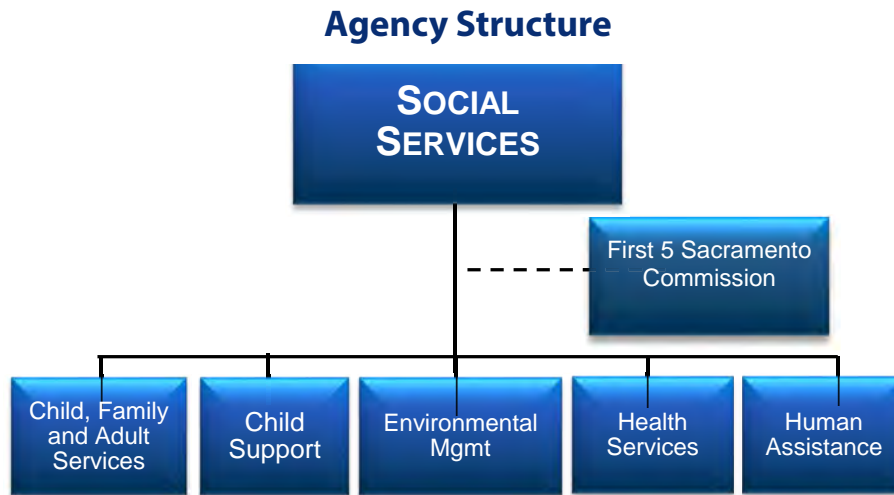 Agency Structure
SOCIAL
SERVICES
First 5 Sacramento
Commission
Child, Family
and Adult
Services
Child
Support
Environmental
Mgmt
Health
Services
Human
Assistance